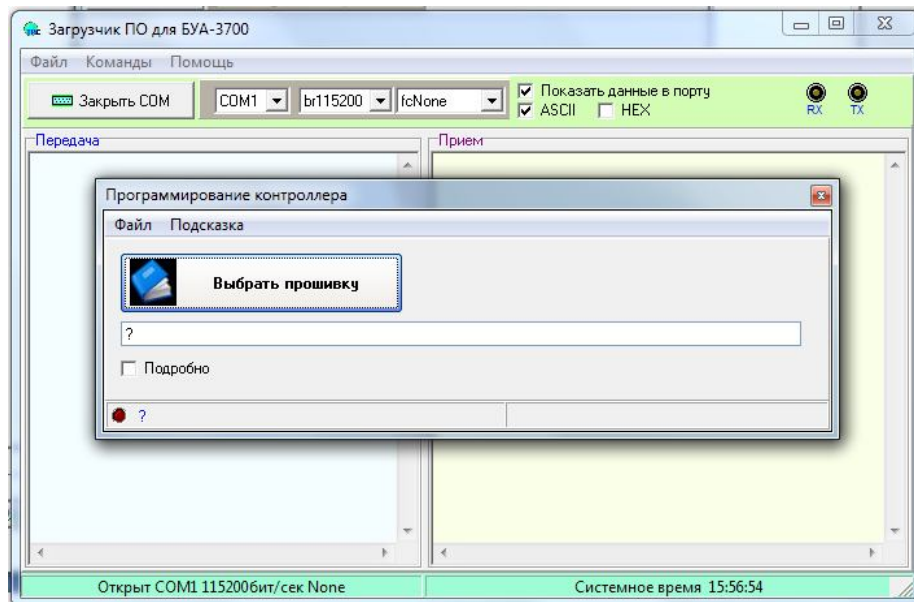 Загрузчик ПО для БУА-3700
Файл Команды Помощь
Закрыть COM COM1 br115200 fcNone Показать данные в порту
ASCII HEX RX TX
Передача Прием
Программирование контроллера
Файл Подсказка
Выбрать прошивку
?
Подробно
?
Открыт COM1 115200бит/сек None Системное время 15:56:54